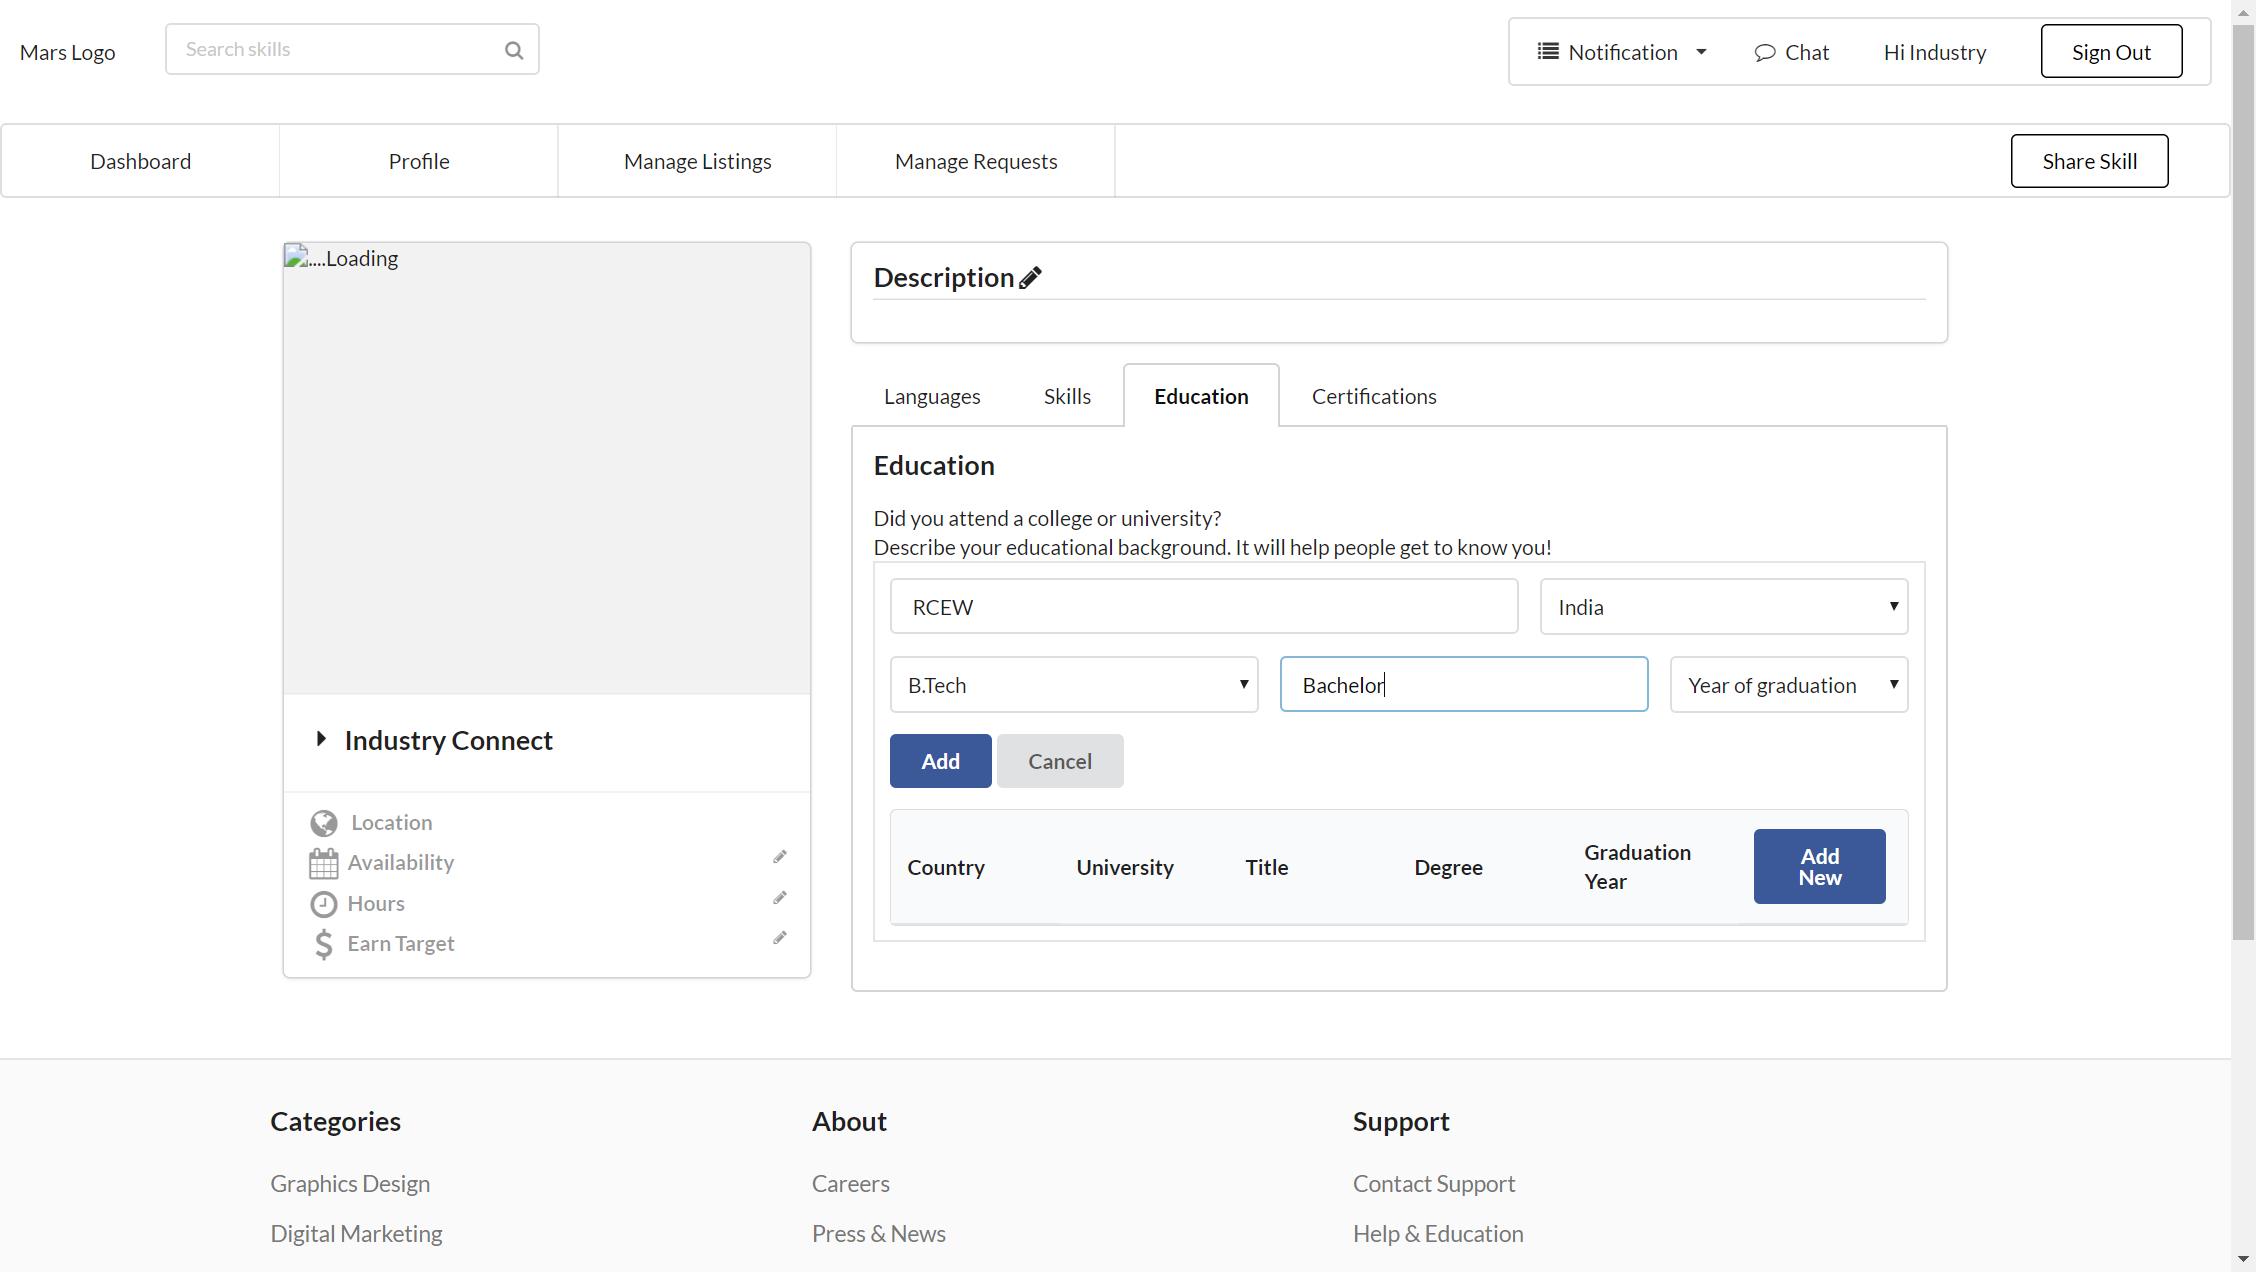 Mars Logo
Search skills
Notification
Chat
Hi Industry
Sign Out
Dashboard
Profile
Manage Listings
Manage Requests
Share Skill
....Loading
Industry Connect
Location
Availability
Hours
Earn Target
Description
Languages
Skills
Education
Certifications
Education
Did you attend a college or university?
Describe your educational background. It will help people get to know you!
RCEW
India
B.Tech
Bachelor
Year of graduation
Add
Cancel
Country
University
Title
Degree
Graduation
Year
Add
New
Categories
Graphics Design
Digital Marketing
About
Careers
Press & News
Support
Contact Support
Help & Education